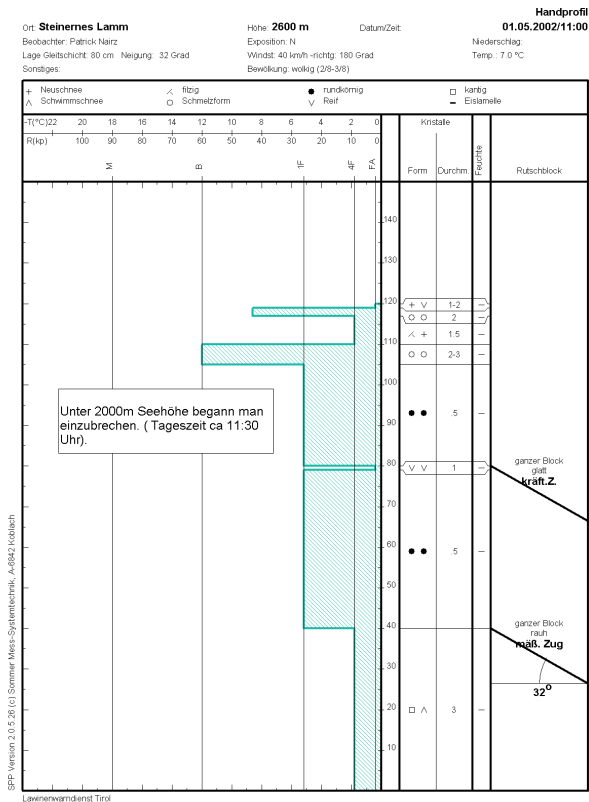 Handprofil
Ort: Steinernes Lamm Höhe: 2600 m Datum/Zeit: 01.05.2002/11:00
Beobachter: Patrick Nairz Exposition: N Niederschlag:
Lage Gleitschicht: 80 cm Neigung: 32 Grad Windst: 40 km/h -richtg: 180 Grad Temp.: 7.0 °C
Sonstiges: Bewölkung: wolkig (2/8-3/8)
+ Neuschnee filzig ● rundkörnig □ kantig
∧ Schwimmschnee ○ Schmelzform ∨ Reif – Eislamelle
-T(°C)22 20 18 16 14 12 10 8 6 4 2 0 Kristalle
R(kp) 100 90 80 70 60 50 40 30 20 10 0
M B 1F 4F FA Form Durchm. Feuchte Rutschblock
140
130
120
+ ∨ 1-2 –
○ ○ 2 –
+ 1.5 –
110
○ ○ 2-3 –
100
Unter 2000m Seehöhe begann man
einzubrechen. ( Tageszeit ca 11:30
Uhr).
● ● .5 –
90
80
∨ ∨ 1 –
ganzer Block
glatt
kräft.Z.
70
60
● ● .5 –
50
40
ganzer Block
rauh
mäß. Zug
30
32°
20
□ ∧ 3 –
10
SPP Version 2.0.5.26 (c) Sommer Mess-Systemtechnik, A-6842 Koblach
Lawinenwarndienst Tirol